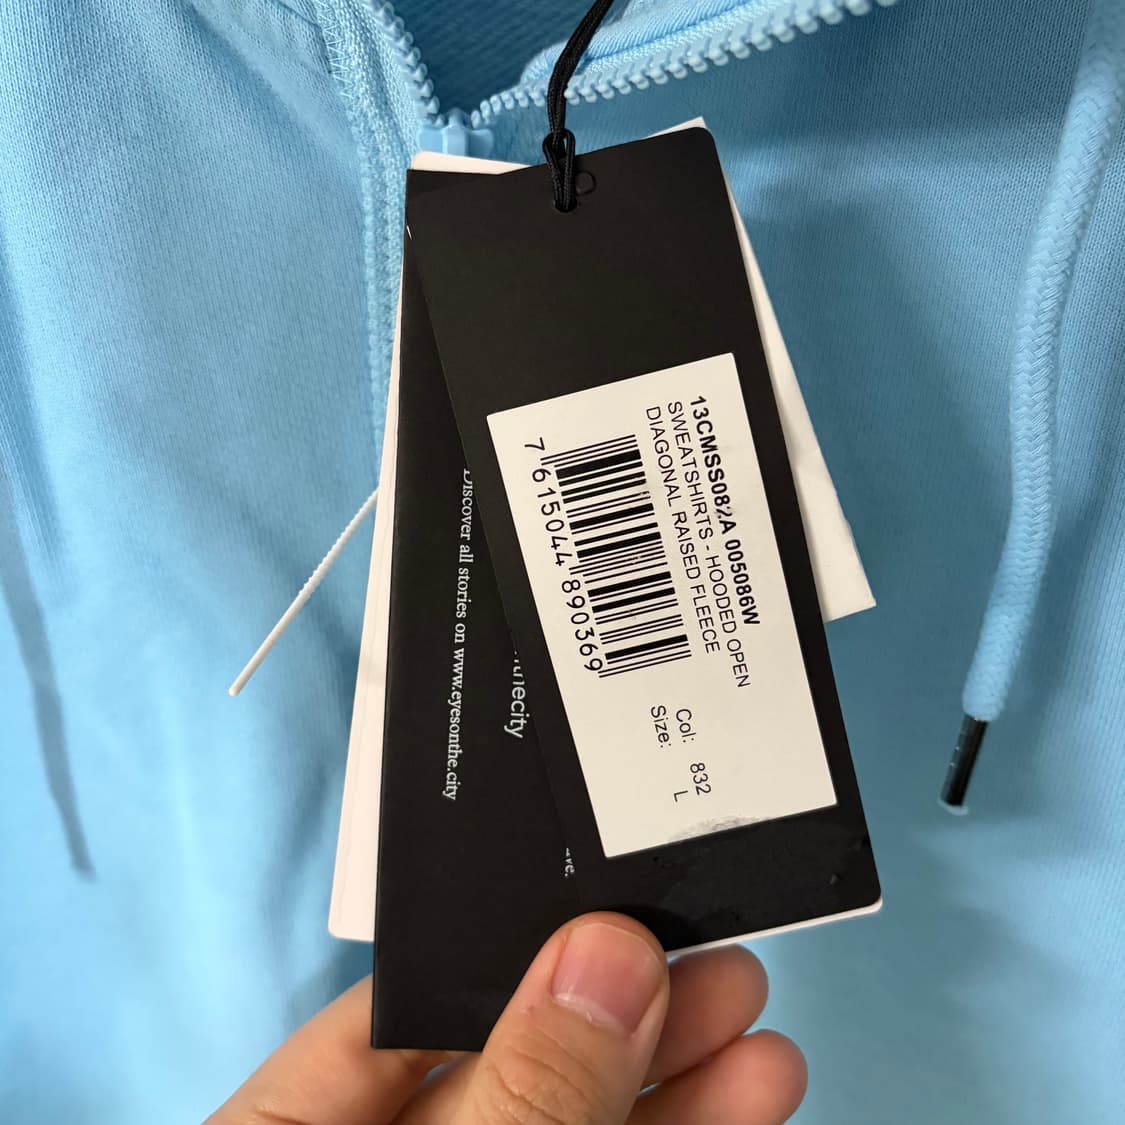 13CMSS082A 005086W
SWEATSHIRTS - HOODED OPEN
DIAGONAL RAISED FLEECE
7 615044 890369
Col: 832
Size: L
Discover all stories on www.eyesonthe.city